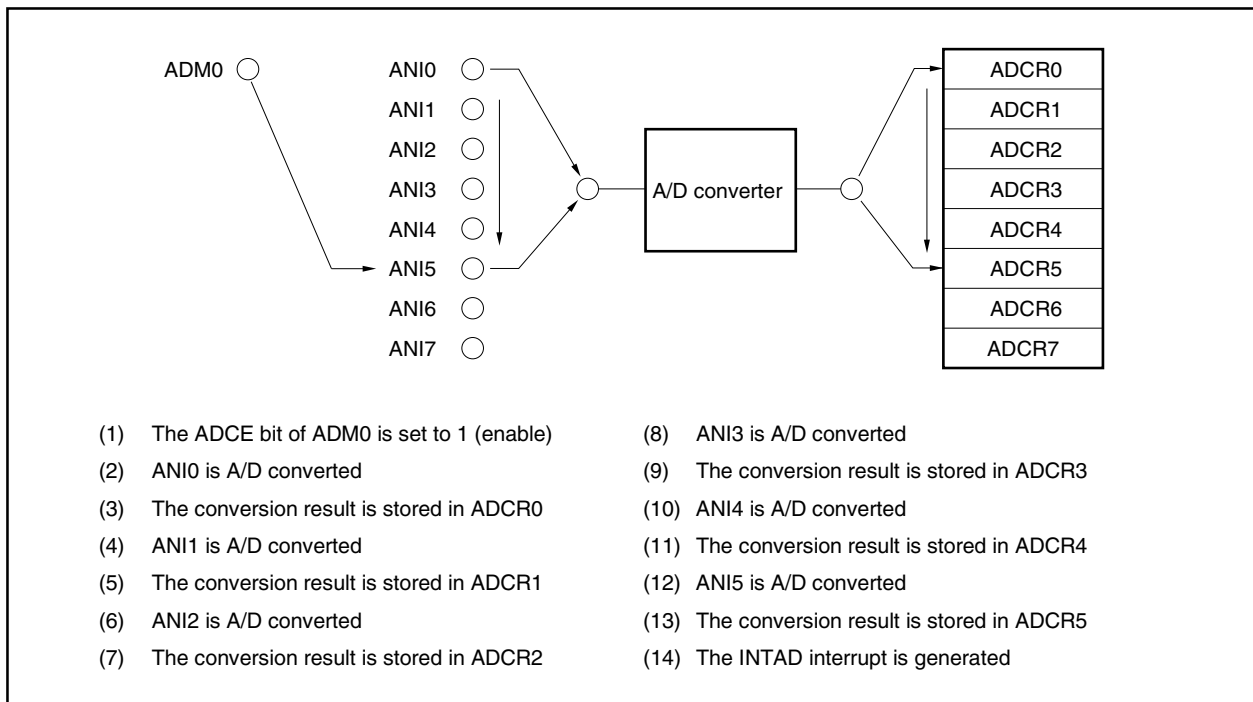 ADM0
ANI0
ANI1
ANI2
ANI3
ANI4
ANI5
ANI6
ANI7
A/D converter
ADCR0
ADCR1
ADCR2
ADCR3
ADCR4
ADCR5
ADCR6
ADCR7
(1) The ADCE bit of ADM0 is set to 1 (enable)
(2) ANI0 is A/D converted
(3) The conversion result is stored in ADCR0
(4) ANI1 is A/D converted
(5) The conversion result is stored in ADCR1
(6) ANI2 is A/D converted
(7) The conversion result is stored in ADCR2
(8) ANI3 is A/D converted
(9) The conversion result is stored in ADCR3
(10) ANI4 is A/D converted
(11) The conversion result is stored in ADCR4
(12) ANI5 is A/D converted
(13) The conversion result is stored in ADCR5
(14) The INTAD interrupt is generated